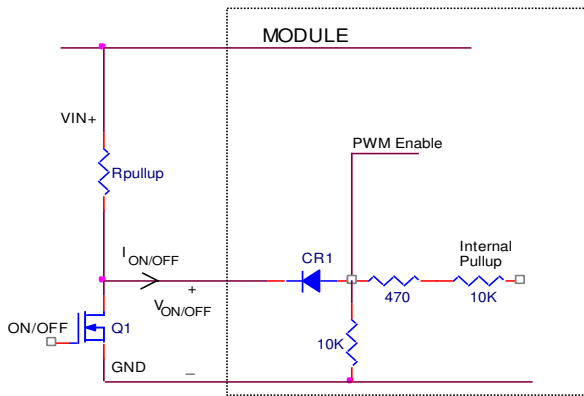 MODULE
VIN+
PWM Enable
Rpullup
I ON/OFF
CR1
Internal
Pullup
+
V ON/OFF
470
10K
ON/OFF
Q1
10K
GND
_